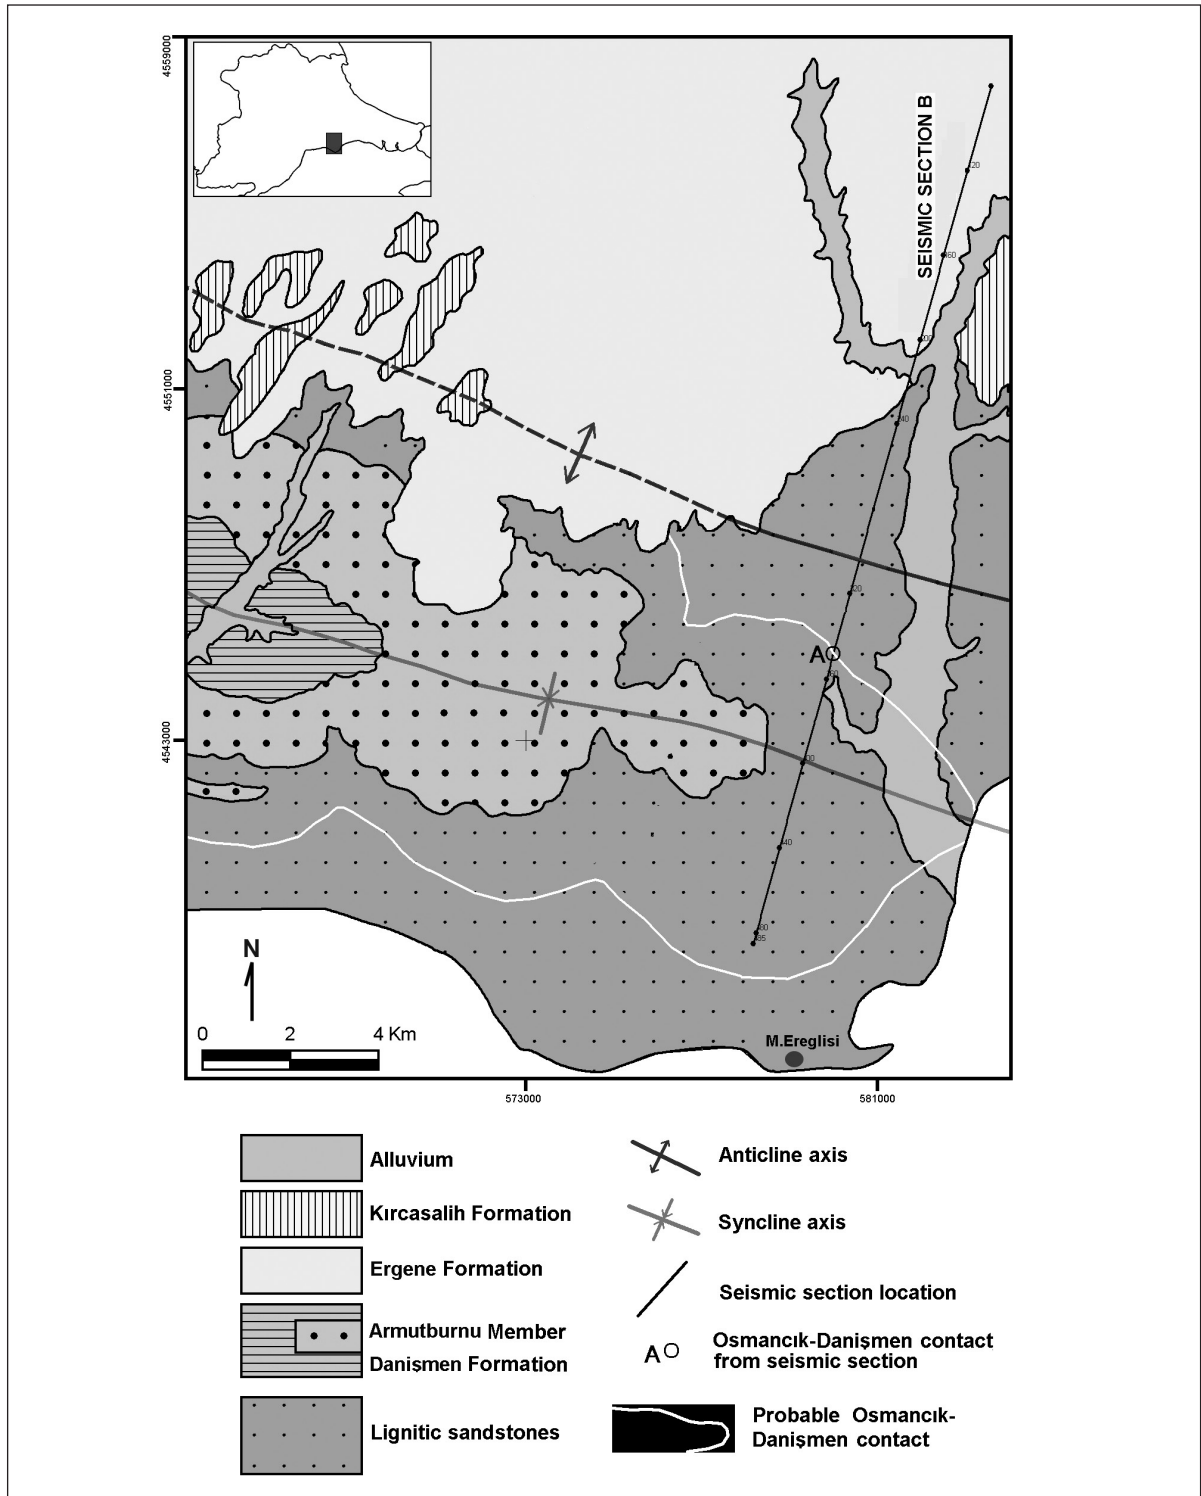 4559000
SEISMIC SECTION B
4551000
A
4543000
N
0 2 4 Km
M.Ereglisi
573000
581000
Alluvium
Kırcasalih Formation
Ergene Formation
Armutburnu Member
Danişmen Formation
Lignitic sandstones
Anticline axis
Syncline axis
Seismic section location
A
Osmancık-Danişmen contact
from seismic section
Probable Osmancık-
Danişmen contact